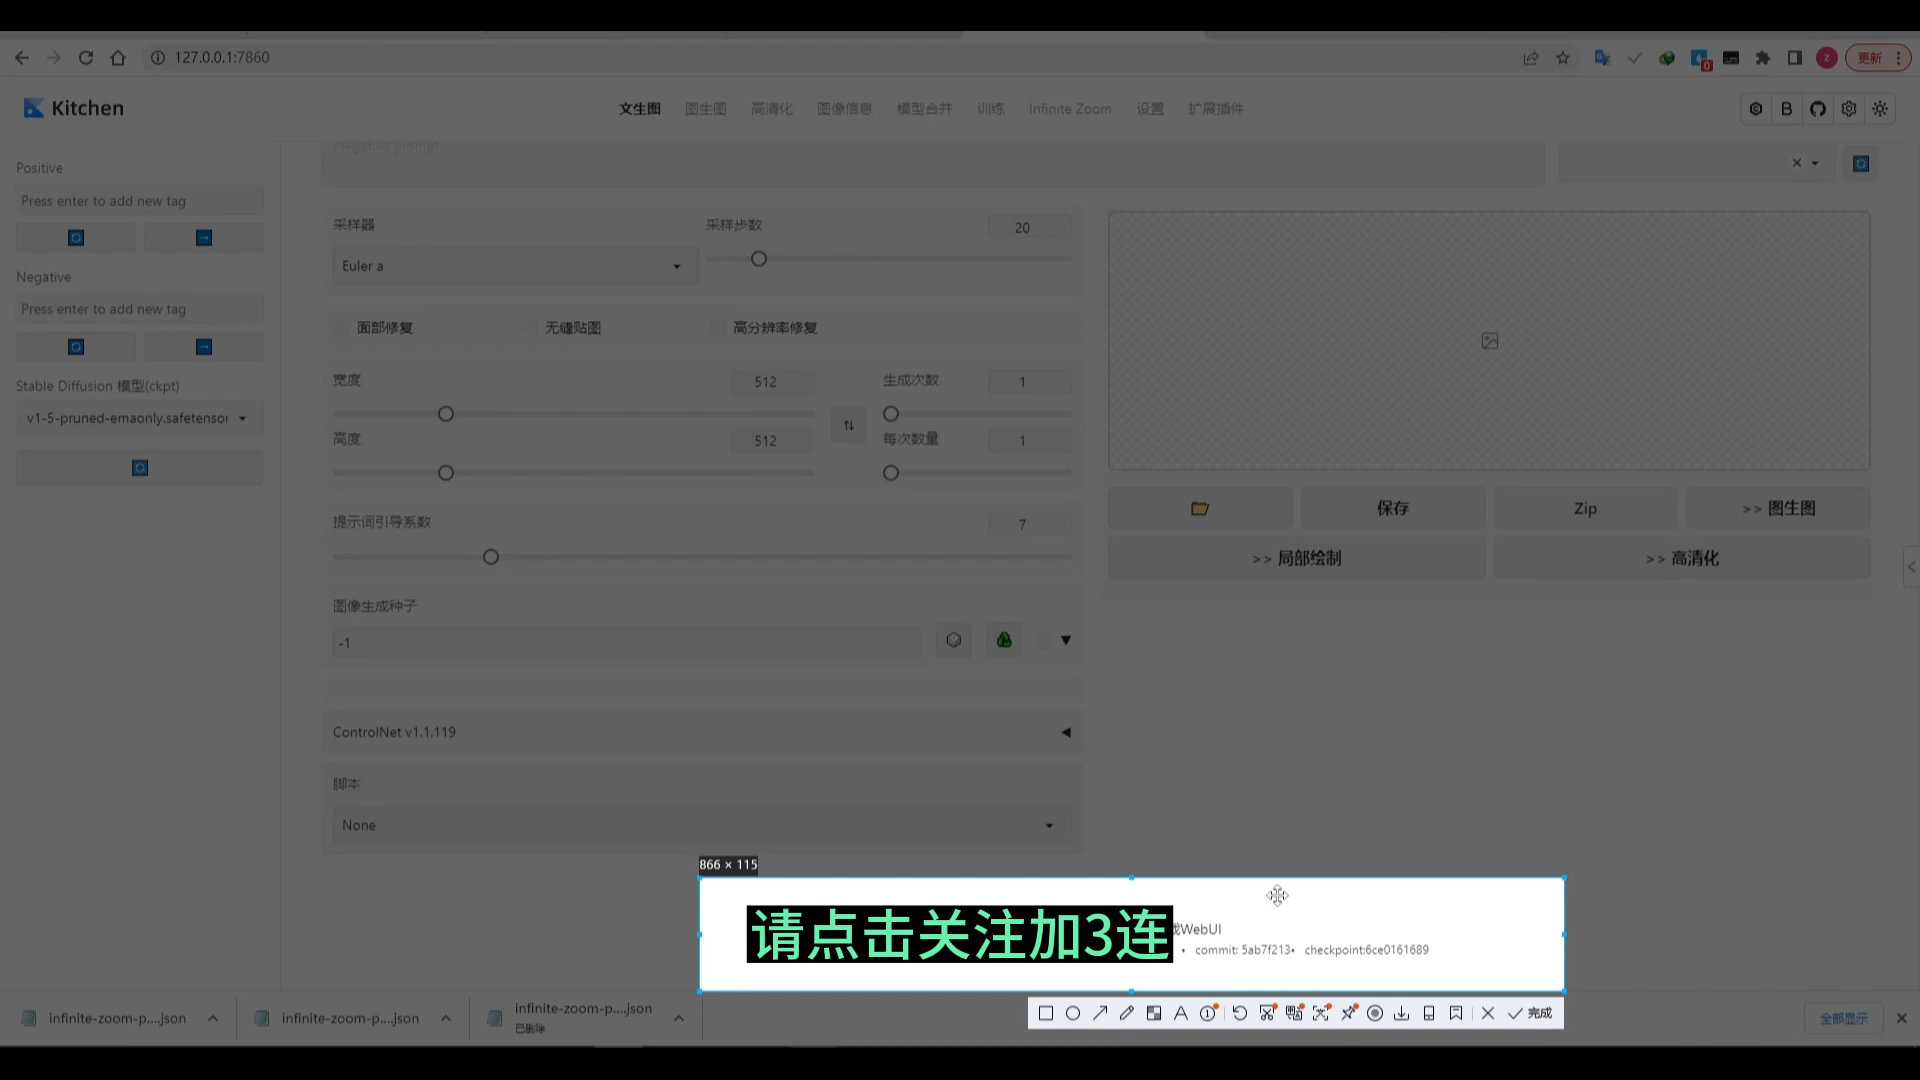 127.0.0.1:7860
0
z
更新
Kitchen
文生图
图生图
高清化
图像信息
模型合并
训练
Infinite Zoom
设置
扩展插件
B
Positive
Press enter to add new tag
Negative
Press enter to add new tag
Stable Diffusion 模型(ckpt)
v1-5-pruned-emaonly.safetensor
Negative prompt
采样器
Euler a
采样步数
20
面部修复
无缝贴图
高分辨率修复
宽度
512
高度
512
生成次数
1
每次数量
1
提示词引导系数
7
图像生成种子
-1
ControlNet v1.1.119
脚本
None
保存
Zip
>> 图生图
>> 局部绘制
>> 高清化
866 × 115
请点击关注加3连
WebUI
• commit: 5ab7f213• checkpoint:6ce0161689
完成
infinite-zoom-p....json
infinite-zoom-p....json
infinite-zoom-p....json
已删除
全部显示